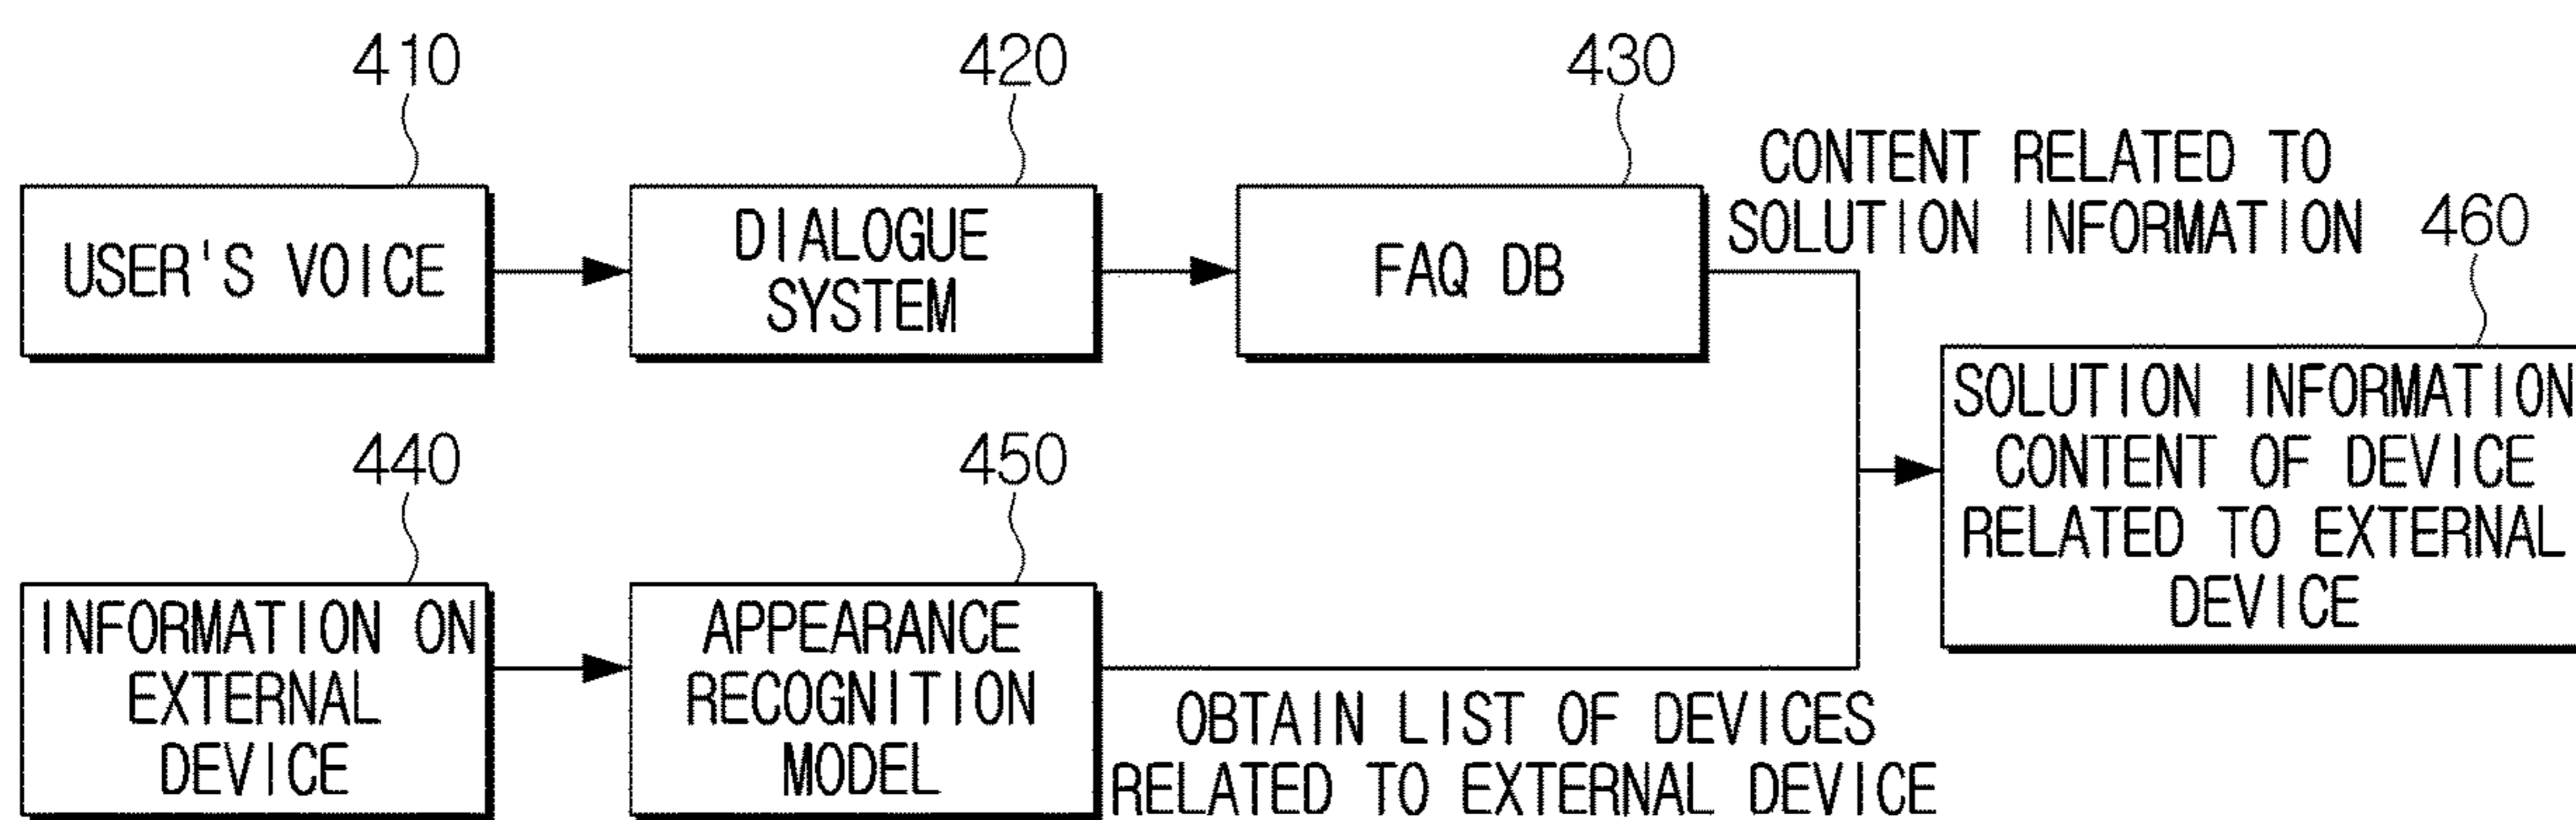 410
420
430
USER'S VOICE
DIALOGUE
SYSTEM
FAQ DB
CONTENT RELATED TO
SOLUTION INFORMATION
460
440
450
INFORMATION ON
EXTERNAL
DEVICE
APPEARANCE
RECOGNITION
MODEL
OBTAIN LIST OF DEVICES
RELATED TO EXTERNAL DEVICE
SOLUTION INFORMATION
CONTENT OF DEVICE
RELATED TO EXTERNAL
DEVICE